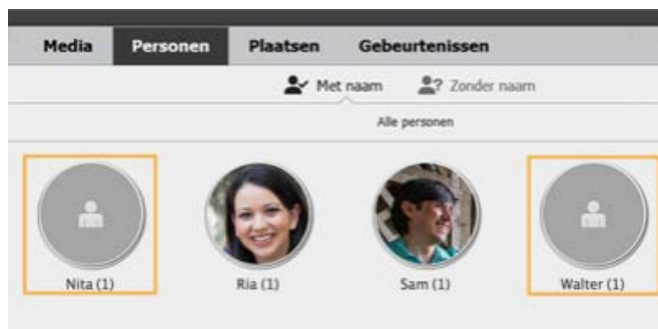 Media Personen Plaatsen Gebeurtenissen
Met naam ? Zonder naam
Alle personen
Nita (1) Ria (1) Sam (1) Walter (1)